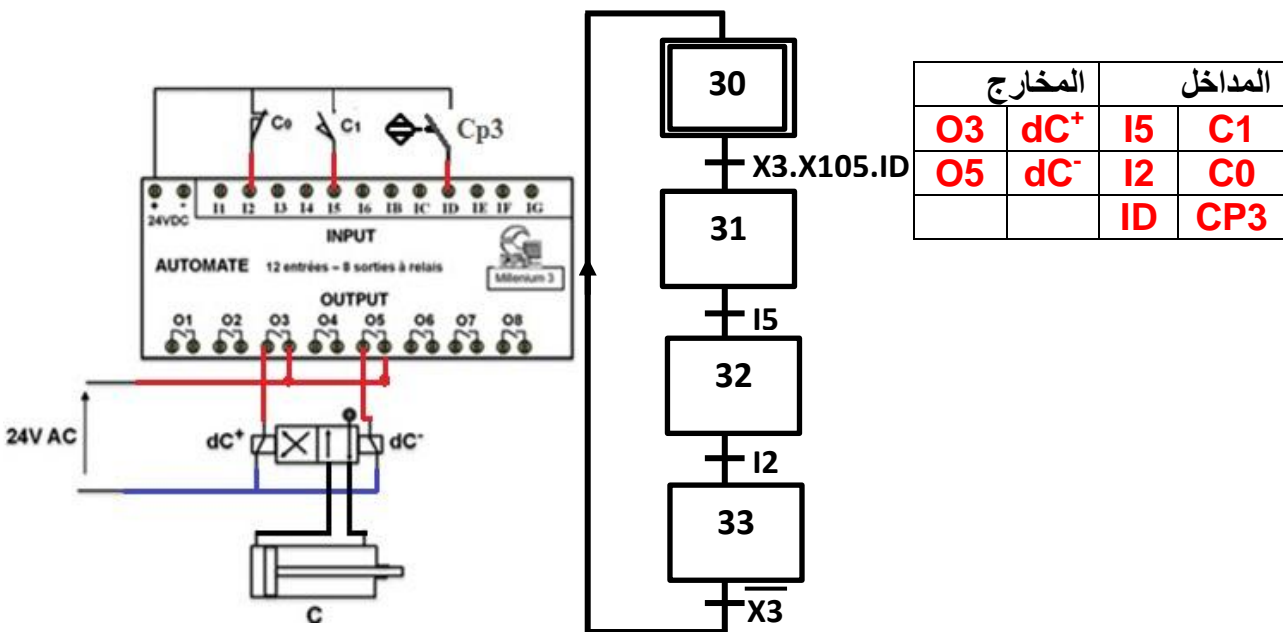 C0 C1 Cp3
+ -
24VDC
I1 I2 I3 I4 I5 I6 IB IC ID IE IF IG
INPUT
AUTOMATE 12 entrées – 8 sorties à relais
Millenium 3
OUTPUT
O1 O2 O3 O4 O5 O6 O7 O8
24V AC
dC+ dC-
C
30
X3.X105.ID
31
I5
32
I2
33
X̅3̅
المداخل المخارج
O3 dC+ I5 C1
O5 dC- I2 C0
ID CP3